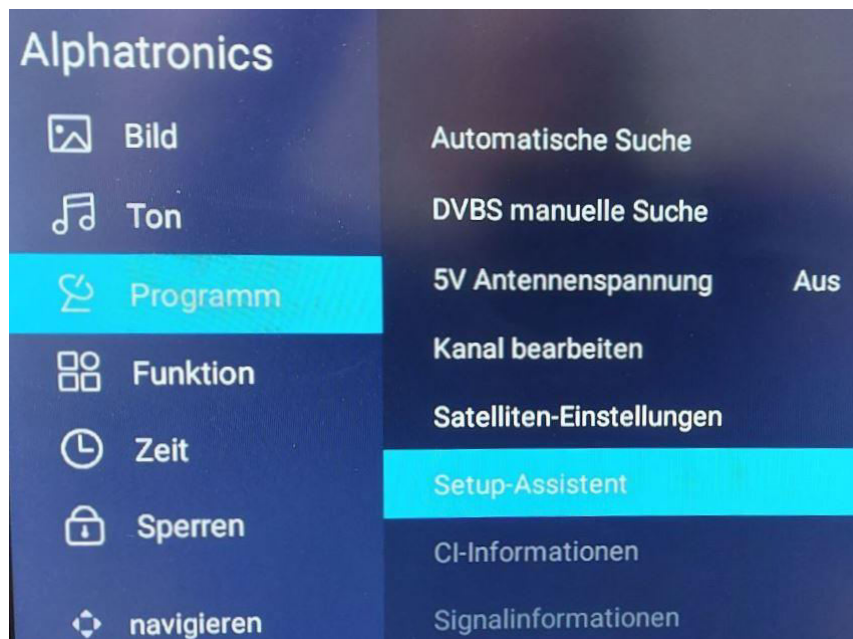 Alphatronics
Bild
Ton
Programm
Funktion
Zeit
Sperren
navigieren
Automatische Suche
DVBS manuelle Suche
5V Antennenspannung Aus
Kanal bearbeiten
Satelliten-Einstellungen
Setup-Assistent
CI-Informationen
Signalinformationen